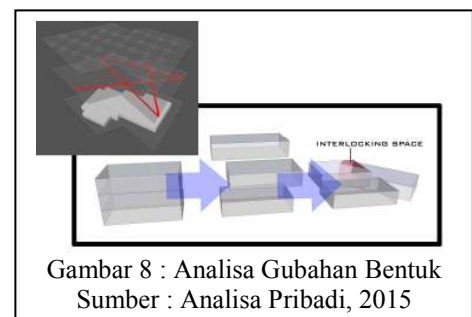 INTERLOCKING SPACE
Gambar 8 : Analisa Gubahan Bentuk
Sumber : Analisa Pribadi, 2015